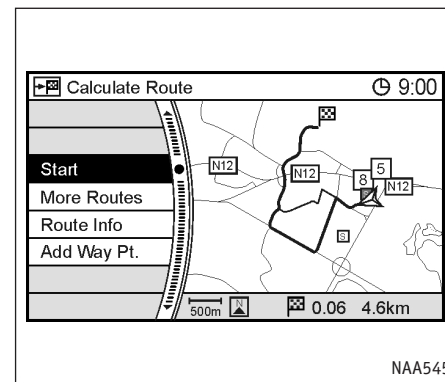 Calculate Route 9:00
Start
More Routes
Route Info
Add Way Pt.
N12
N12
8 5
N12
S
N
500m 0.06 4.6km
NAA545